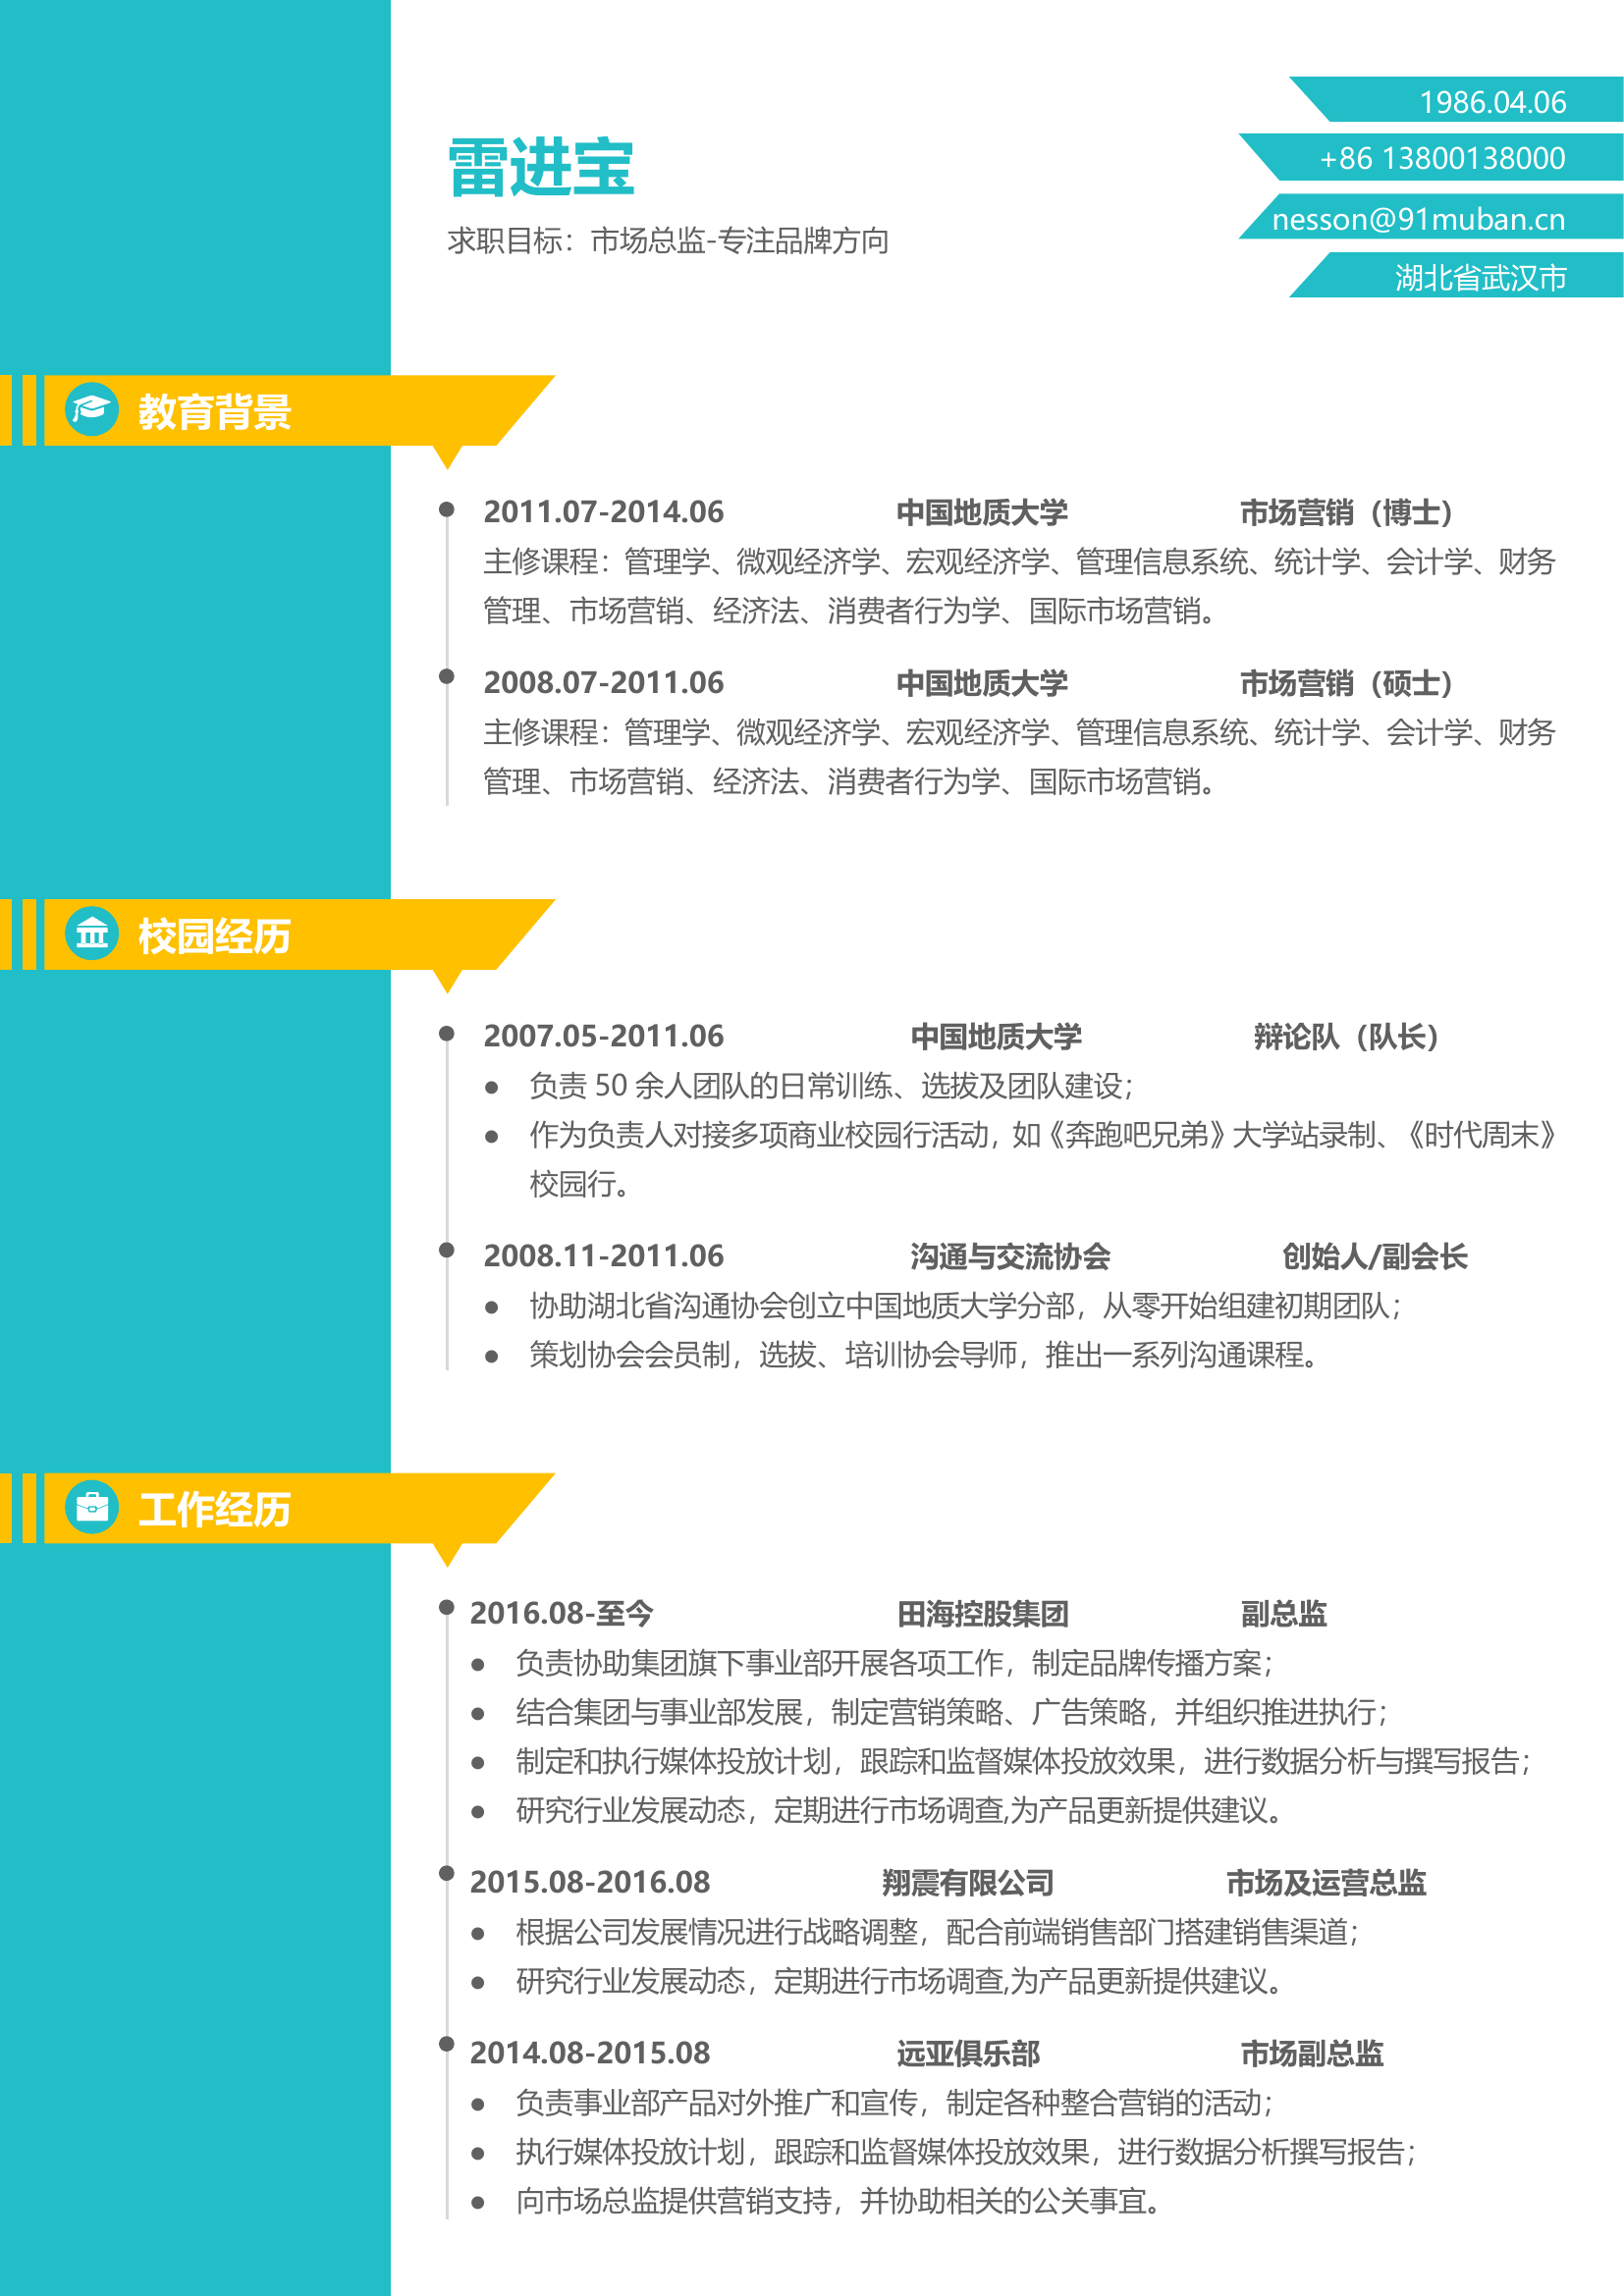 雷进宝
求职目标：市场总监-专注品牌方向
1986.04.06
+86 13800138000
nesson@91muban.cn
湖北省武汉市
教育背景
2011.07-2014.06 中国地质大学 市场营销（博士）
主修课程：管理学、微观经济学、宏观经济学、管理信息系统、统计学、会计学、财务
管理、市场营销、经济法、消费者行为学、国际市场营销。
2008.07-2011.06 中国地质大学 市场营销（硕士）
主修课程：管理学、微观经济学、宏观经济学、管理信息系统、统计学、会计学、财务
管理、市场营销、经济法、消费者行为学、国际市场营销。
校园经历
2007.05-2011.06 中国地质大学 辩论队（队长）
● 负责 50 余人团队的日常训练、选拔及团队建设；
● 作为负责人对接多项商业校园行活动，如《奔跑吧兄弟》大学站录制、《时代周末》
校园行。
2008.11-2011.06 沟通与交流协会 创始人/副会长
● 协助湖北省沟通协会创立中国地质大学分部，从零开始组建初期团队；
● 策划协会会员制，选拔、培训协会导师，推出一系列沟通课程。
工作经历
2016.08-至今 田海控股集团 副总监
● 负责协助集团旗下事业部开展各项工作，制定品牌传播方案；
● 结合集团与事业部发展，制定营销策略、广告策略，并组织推进执行；
● 制定和执行媒体投放计划，跟踪和监督媒体投放效果，进行数据分析与撰写报告；
● 研究行业发展动态，定期进行市场调查,为产品更新提供建议。
2015.08-2016.08 翔震有限公司 市场及运营总监
● 根据公司发展情况进行战略调整，配合前端销售部门搭建销售渠道；
● 研究行业发展动态，定期进行市场调查,为产品更新提供建议。
2014.08-2015.08 远亚俱乐部 市场副总监
● 负责事业部产品对外推广和宣传，制定各种整合营销的活动；
● 执行媒体投放计划，跟踪和监督媒体投放效果，进行数据分析撰写报告；
● 向市场总监提供营销支持，并协助相关的公关事宜。